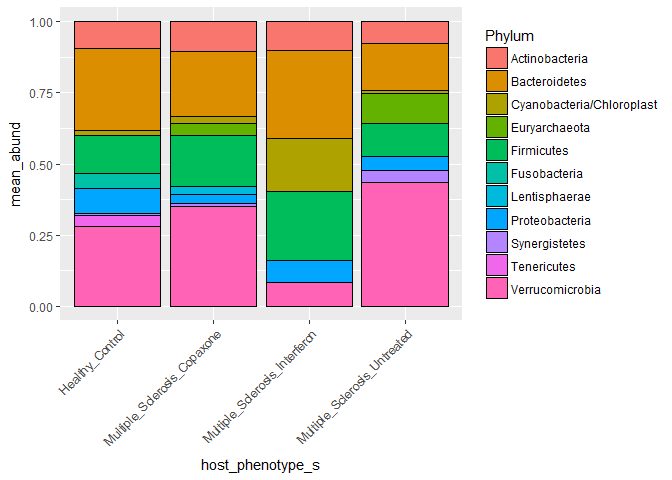 1.00
0.75
0.50
0.25
0.00
mean_abund
Healthy_Control
Multiple_Sclerosis_Copaxone
Multiple_Sclerosis_Interferon
Multiple_Sclerosis_Untreated
host_phenotype_s
Phylum
Actinobacteria
Bacteroidetes
Cyanobacteria/Chloroplast
Euryarchaeota
Firmicutes
Fusobacteria
Lentisphaerae
Proteobacteria
Synergistetes
Tenericutes
Verrucomicrobia